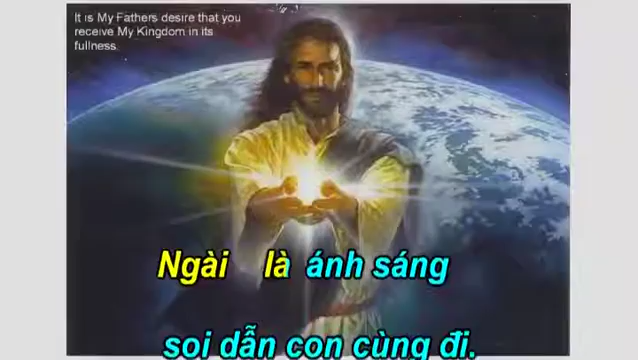 It is My Fathers desire that you
receive My Kingdom in its
fullness
Ngài là ánh sáng
soi dẫn con cùng đi.